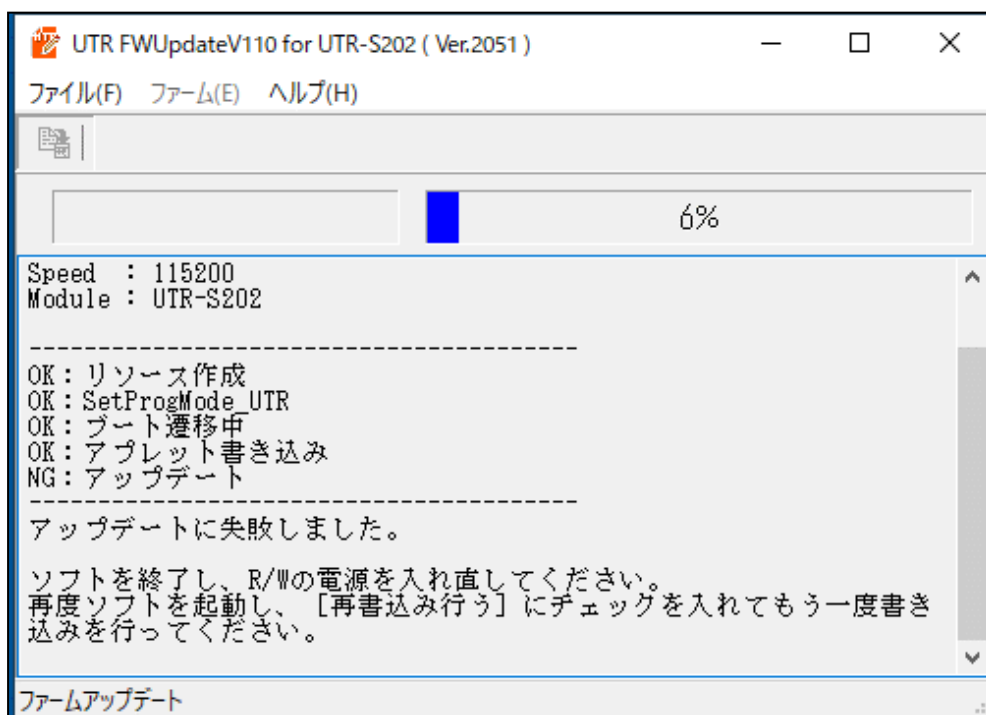 UTR FWUpdateV110 for UTR-S202 ( Ver.2051 )
ファイル(F) ファーム(E) ヘルプ(H)
6%
Speed : 115200
Module : UTR-S202
----------------------------------------
OK：リソース作成
OK：SetProgMode_UTR
OK：ブート遷移中
OK：アプレット書き込み
NG：アップデート
----------------------------------------
アップデートに失敗しました。
ソフトを終了し、R/Wの電源を入れ直してください。
再度ソフトを起動し、［再書込み行う］にチェックを入れてもう一度書き
込みを行ってください。
ファームアップデート